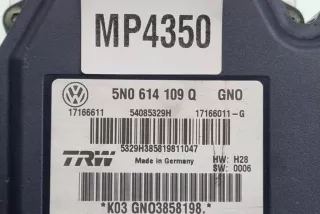 MP4350
5N0 614 109 Q GNO
17166611 54085329H 17166011-G
5329H385819811047
TRW Made in Germany HW: H28
SW: 0006
*K03 GNO3858198.*